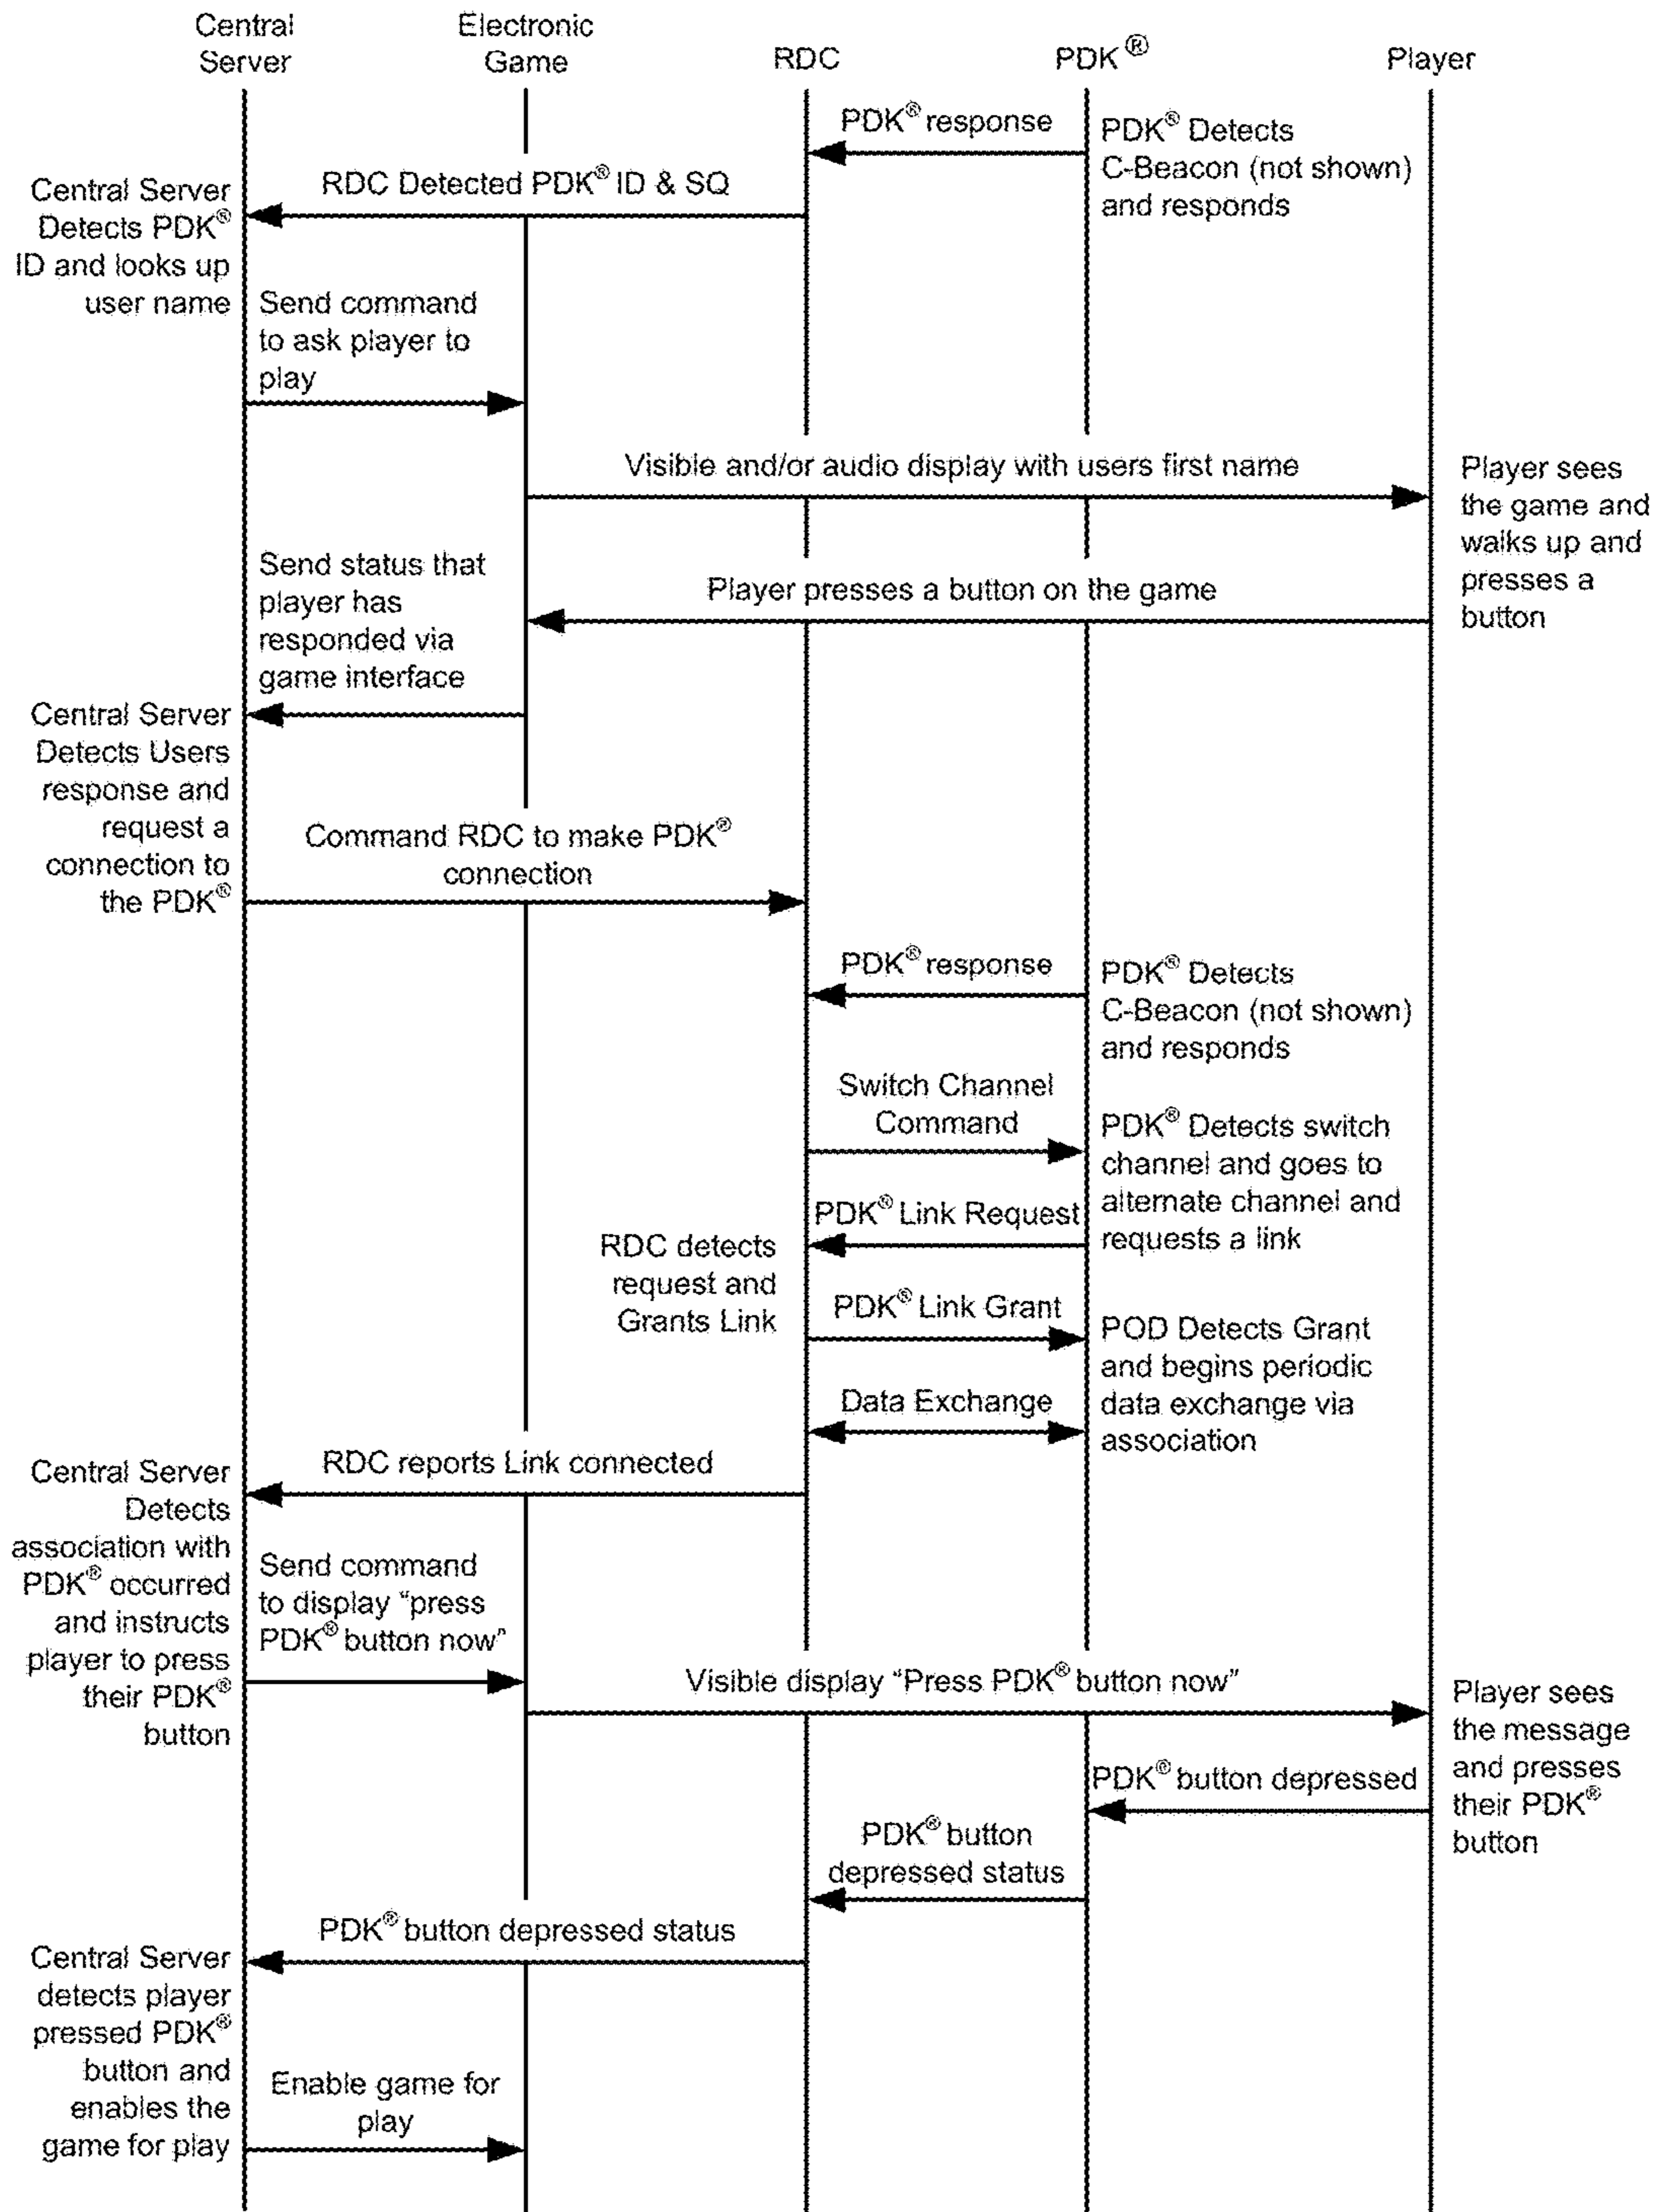 Central
Server
Electronic
Game
RDC
PDK®
Player
PDK® response
PDK® Detects
C-Beacon (not shown)
and responds
RDC Detected PDK® ID & SQ
Central Server
Detects PDK®
ID and looks up
user name
Send command
to ask player to
play
Visible and/or audio display with users first name
Player sees
the game and
walks up and
presses a
button
Send status that
player has
responded via
game interface
Player presses a button on the game
Central Server
Detects Users
response and
request a
connection to
the PDK®
Command RDC to make PDK®
connection
PDK® response
PDK® Detects
C-Beacon (not shown)
and responds
Switch Channel
Command
PDK® Detects switch
channel and goes to
alternate channel and
requests a link
PDK® Link Request
RDC detects
request and
Grants Link
PDK® Link Grant
POD Detects Grant
and begins periodic
data exchange via
association
Data Exchange
RDC reports Link connected
Central Server
Detects
association with
PDK® occurred
and instructs
player to press
their PDK®
button
Send command
to display “press
PDK® button now”
Visible display “Press PDK® button now”
Player sees
the message
and presses
their PDK®
button
PDK® button depressed
PDK® button
depressed status
PDK® button depressed status
Central Server
detects player
pressed PDK®
button and
enables the
game for play
Enable game for
play